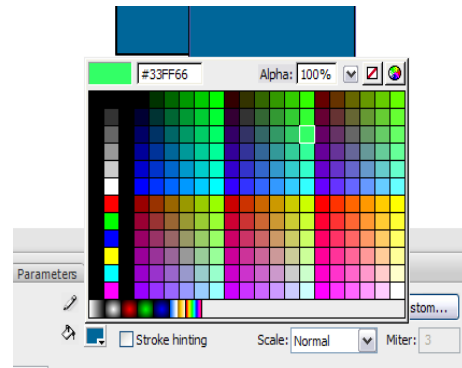 #33FF66 Alpha: 100%
Parameters
stom...
Stroke hinting Scale: Normal Miter: 3